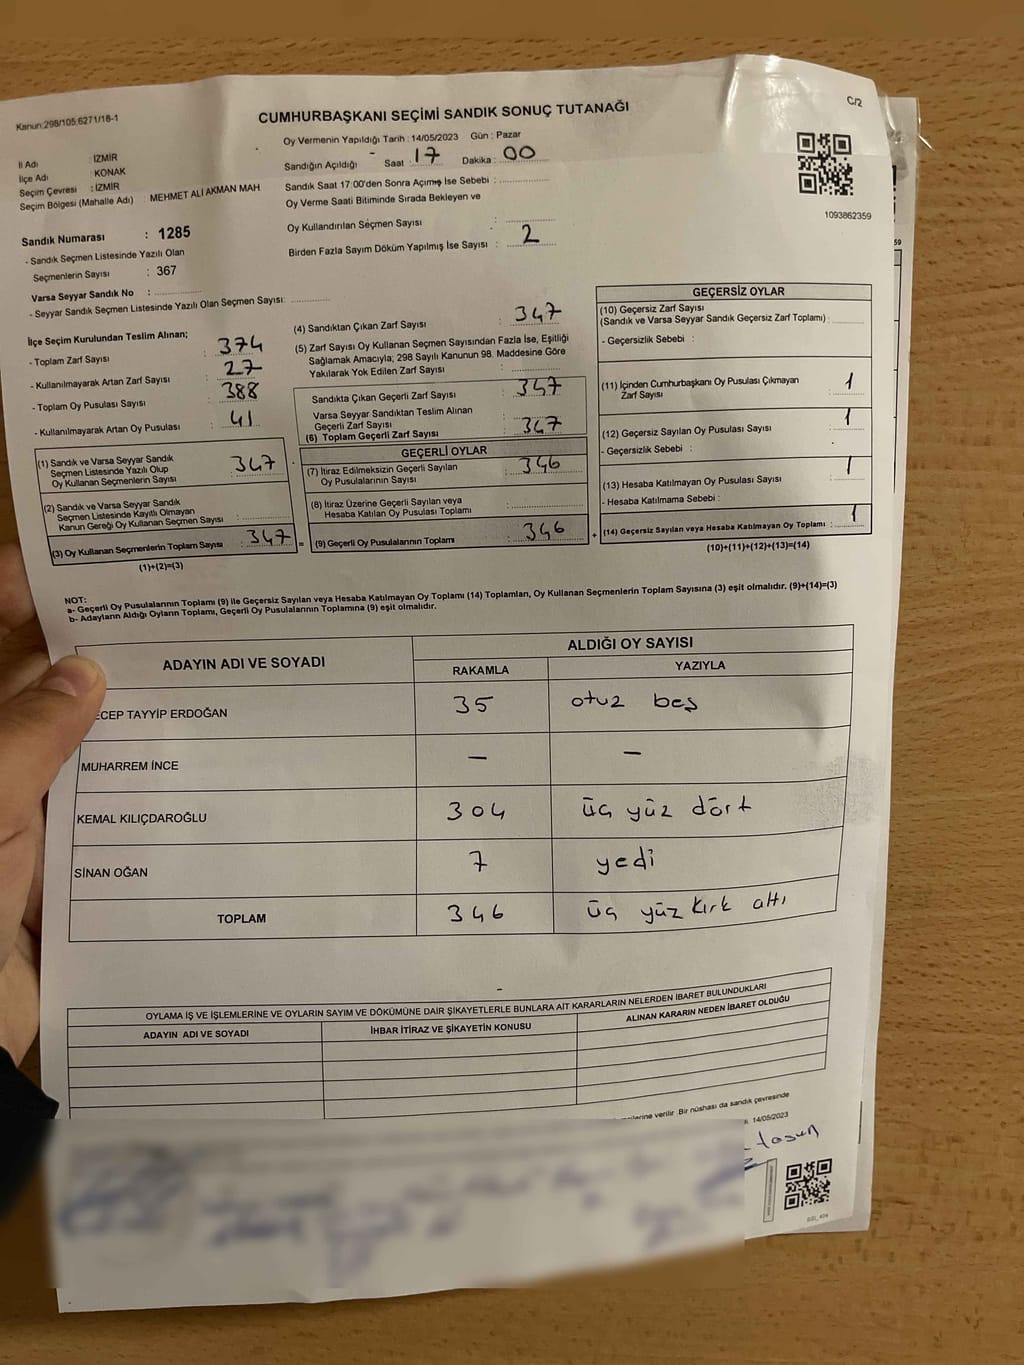 Kanun:298/105;6271/18-1
C/2
CUMHURBAŞKANI SEÇİMİ SANDIK SONUÇ TUTANAĞI
Oy Vermenin Yapıldığı Tarih : 14/05/2023 Gün : Pazar
Sandığın Açıldığı Saat : 17 Dakika : 00
Sandık Saat 17:00'den Sonra Açımış İse Sebebi :
Oy Verme Saati Bitiminde Sırada Bekleyen ve
Oy Kullandırılan Seçmen Sayısı :
Birden Fazla Sayım Döküm Yapılmış İse Sayısı : 2
1093862359
İl Adı : İZMİR
İlçe Adı : KONAK
Seçim Çevresi : İZMİR
Seçim Bölgesi (Mahalle Adı) : MEHMET ALİ AKMAN MAH
Sandık Numarası : 1285
- Sandık Seçmen Listesinde Yazılı Olan
Seçmenlerin Sayısı : 367
Varsa Seyyar Sandık No :
- Seyyar Sandık Seçmen Listesinde Yazılı Olan Seçmen Sayısı:
İlçe Seçim Kurulundan Teslim Alınan;
- Toplam Zarf Sayısı : 374
- Kullanılmayarak Artan Zarf Sayısı : 27
- Toplam Oy Pusulası Sayısı : 388
- Kullanılmayarak Artan Oy Pusulası : 41
(1) Sandık ve Varsa Seyyar Sandık
Seçmen Listesinde Yazılı Olup
Oy Kullanan Seçmenlerin Sayısı : 347
(2) Sandık ve Varsa Seyyar Sandık
Seçmen Listesinde Kayıtlı Olmayan
Kanun Gereği Oy Kullanan Seçmen Sayısı :
(3) Oy Kullanan Seçmenlerin Toplam Sayısı : 347
(1)+(2)=(3)
(4) Sandıktan Çıkan Zarf Sayısı : 347
(5) Zarf Sayısı Oy Kullanan Seçmen Sayısından Fazla İse, Eşitliği
Sağlamak Amacıyla; 298 Sayılı Kanunun 98. Maddesine Göre
Yakılarak Yok Edilen Zarf Sayısı :
Sandıkta Çıkan Geçerli Zarf Sayısı : 347
Varsa Seyyar Sandıktan Teslim Alınan
Geçerli Zarf Sayısı :
(6) Toplam Geçerli Zarf Sayısı : 347
GEÇERLİ OYLAR
(7) İtiraz Edilmeksizin Geçerli Sayılan
Oy Pusulalarının Sayısı : 346
(8) İtiraz Üzerine Geçerli Sayılan veya
Hesaba Katılan Oy Pusulası Toplamı :
= (9) Geçerli Oy Pusulalarının Toplamı : 346
GEÇERSİZ OYLAR
(10) Geçersiz Zarf Sayısı
(Sandık ve Varsa Seyyar Sandık Geçersiz Zarf Toplamı) :
- Geçersizlik Sebebi :
(11) İçinden Cumhurbaşkanı Oy Pusulası Çıkmayan
Zarf Sayısı : 1
(12) Geçersiz Sayılan Oy Pusulası Sayısı : 1
- Geçersizlik Sebebi :
(13) Hesaba Katılmayan Oy Pusulası Sayısı : 1
- Hesaba Katılmama Sebebi :
+ (14) Geçersiz Sayılan veya Hesaba Katılmayan Oy Toplamı : 1
(10)+(11)+(12)+(13)=(14)
NOT:
a- Geçerli Oy Pusulalarının Toplamı (9) ile Geçersiz Sayılan veya Hesaba Katılmayan Oy Toplamı (14) Toplamları, Oy Kullanan Seçmenlerin Toplam Sayısına (3) eşit olmalıdır. (9)+(14)=(3)
b- Adayların Aldığı Oyların Toplamı, Geçerli Oy Pusulalarının Toplamına (9) eşit olmalıdır.
ADAYIN ADI VE SOYADI
ALDIĞI OY SAYISI
RAKAMLA YAZIYLA
ECEP TAYYİP ERDOĞAN 35 otuz beş
MUHARREM İNCE — —
KEMAL KILIÇDAROĞLU 304 üç yüz dört
SİNAN OĞAN 7 yedi
TOPLAM 346 üç yüz kırk altı
OYLAMA İŞ VE İŞLEMLERİNE VE OYLARIN SAYIM VE DÖKÜMÜNE DAİR ŞİKAYETLERLE BUNLARA AİT KARARLARIN NELERDEN İBARET BULUNDUKLARI
ADAYIN ADI VE SOYADI İHBAR İTİRAZ VE ŞİKAYETİN KONUSU ALINAN KARARIN NEDEN İBARET OLDUĞU
verilir. Bir nüshası da sandık çevresinde
14/05/2023